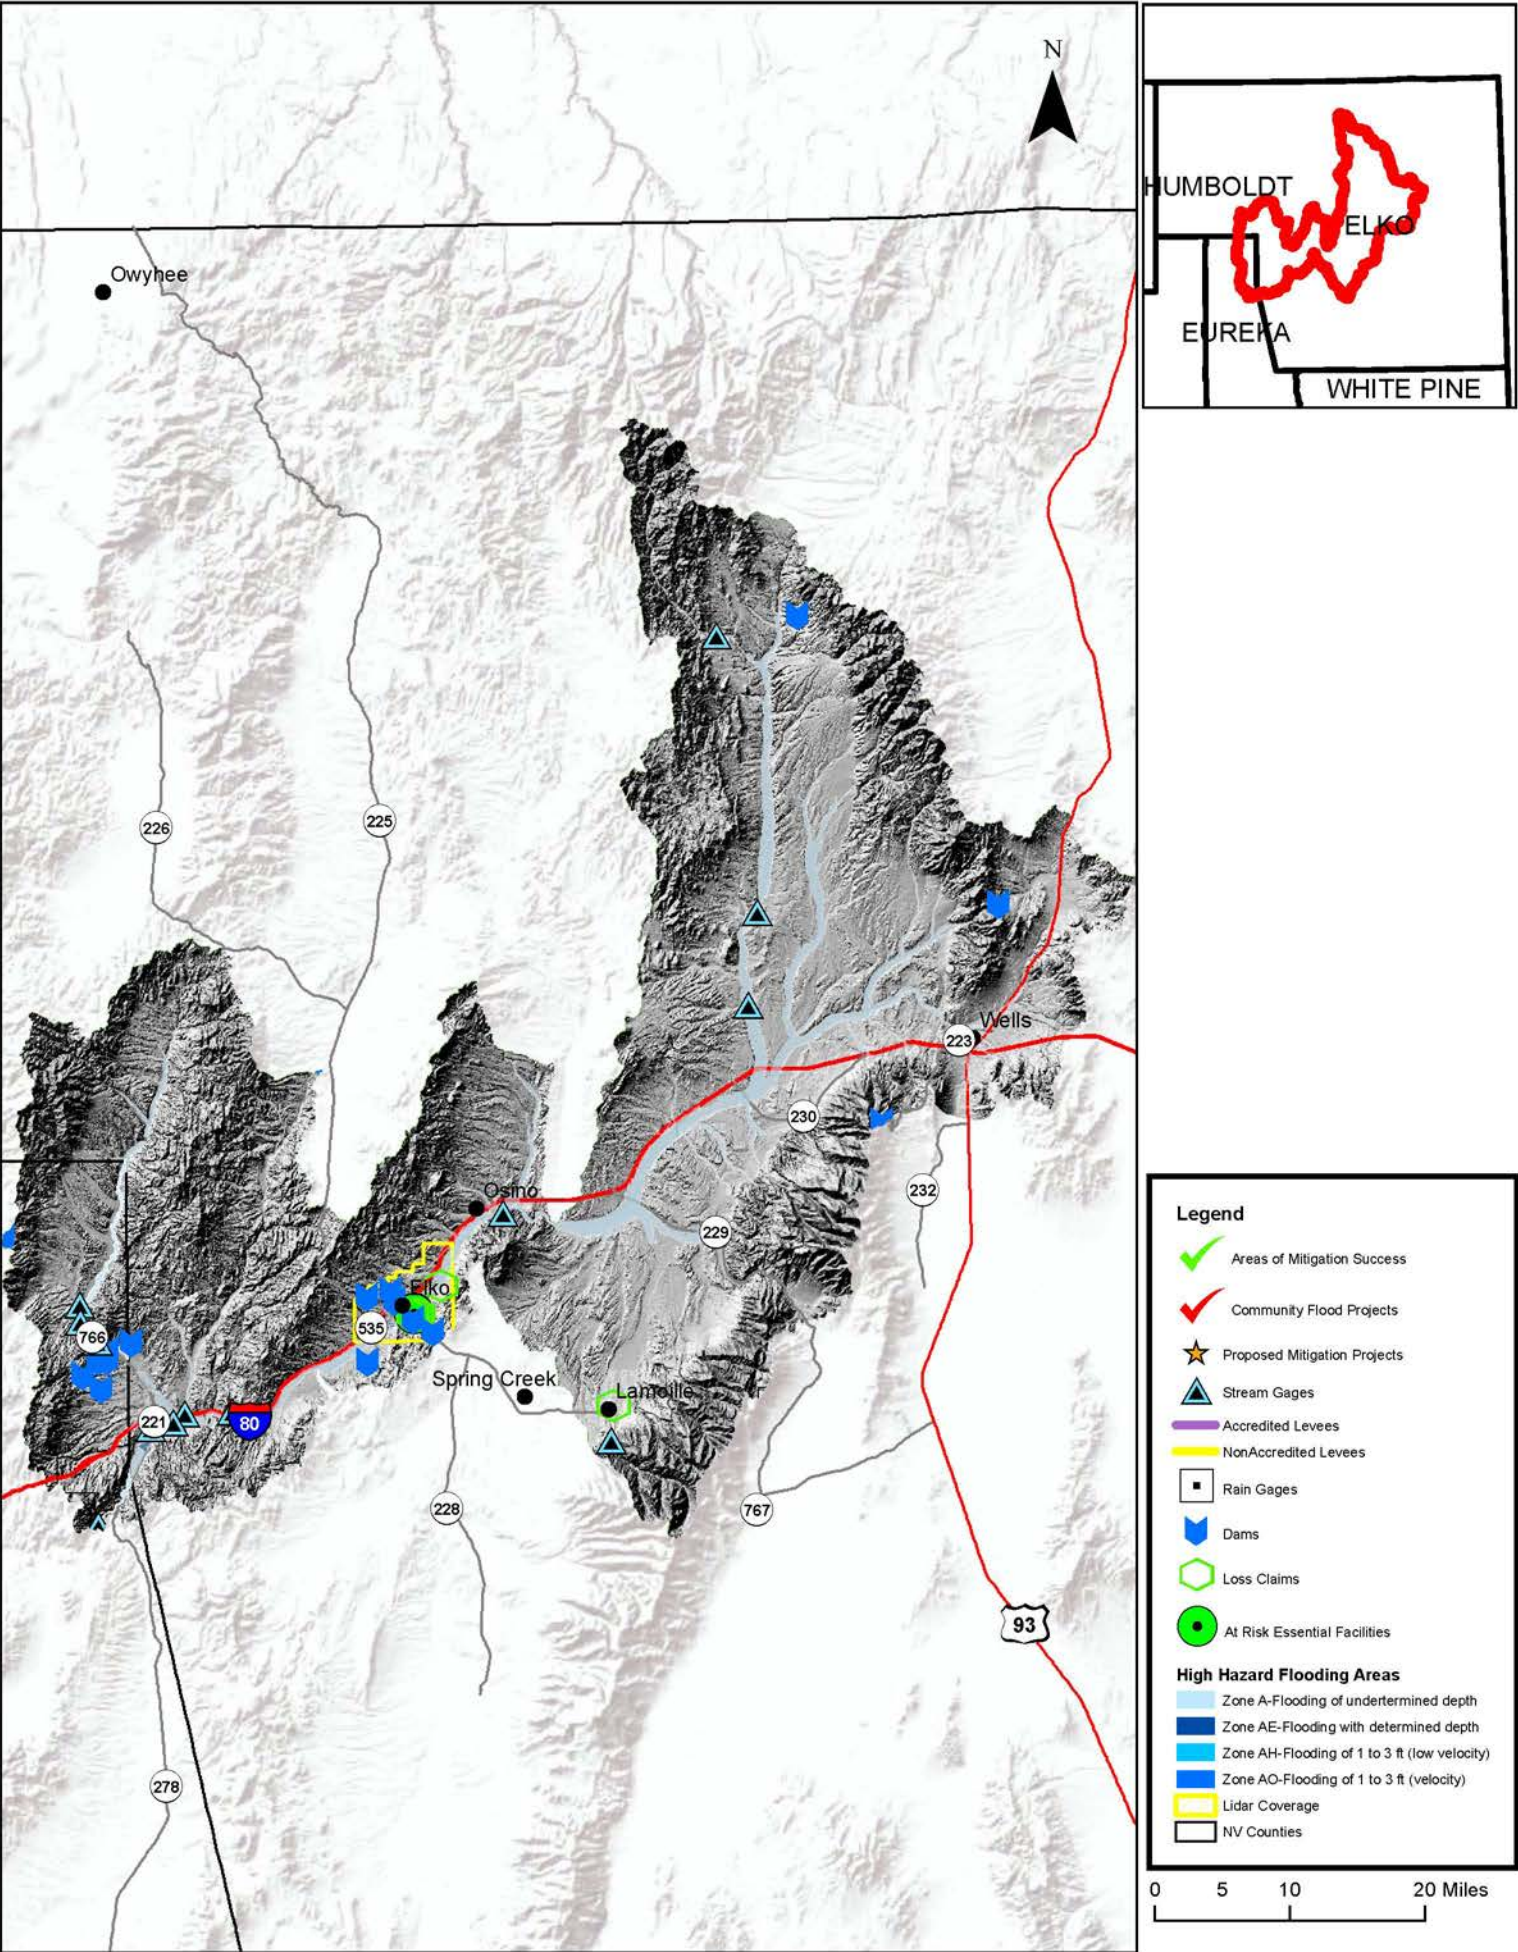 N
Owyhee
226
225
Wells
223
230
232
Osino
229
Elko
535
766
Spring Creek
Lamoille
221
80
228
767
93
278
HUMBOLDT
ELKO
EUREKA
WHITE PINE
Legend
Areas of Mitigation Success
Community Flood Projects
Proposed Mitigation Projects
Stream Gages
Accredited Levees
NonAccredited Levees
Rain Gages
Dams
Loss Claims
At Risk Essential Facilities
High Hazard Flooding Areas
Zone A-Flooding of undertermined depth
Zone AE-Flooding with determined depth
Zone AH-Flooding of 1 to 3 ft (low velocity)
Zone AO-Flooding of 1 to 3 ft (velocity)
Lidar Coverage
NV Counties
0 5 10 20 Miles